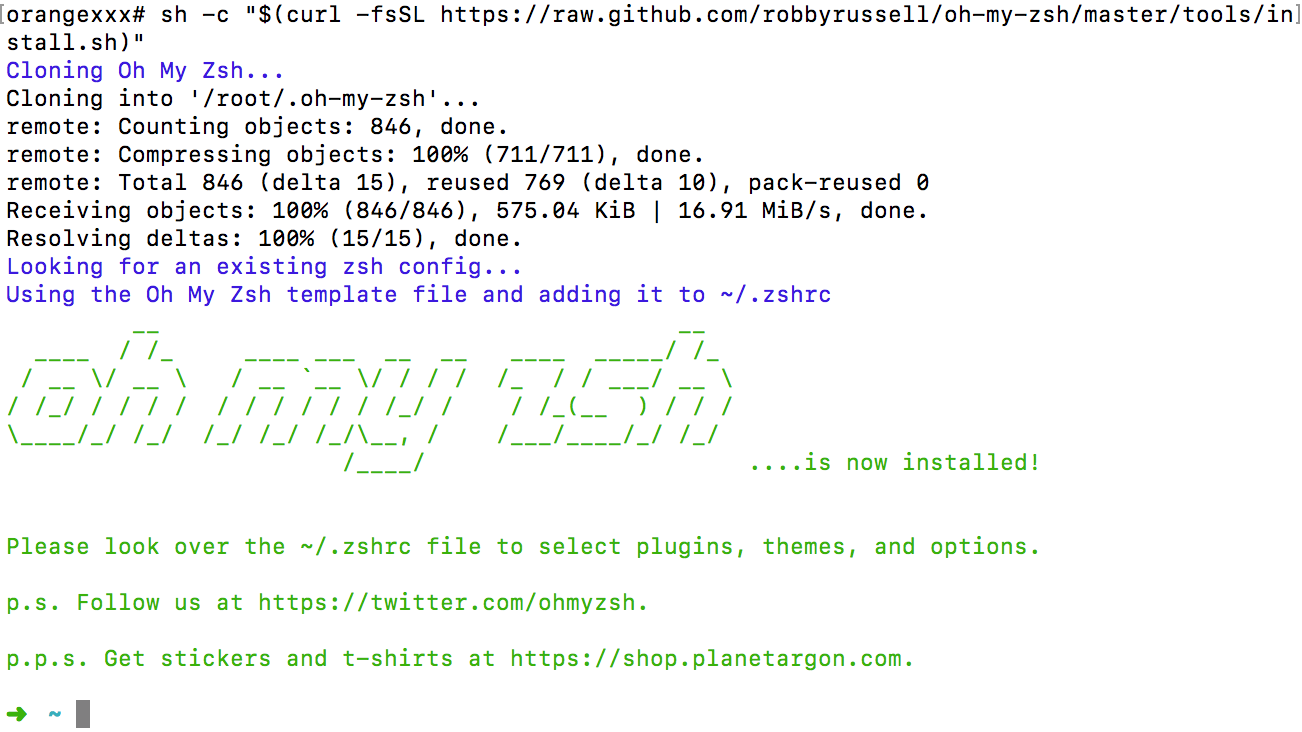 [orangexxx# sh -c "$(curl -fsSL https://raw.github.com/robbyrussell/oh-my-zsh/master/tools/in]
stall.sh)"
Cloning Oh My Zsh...
Cloning into '/root/.oh-my-zsh'...
remote: Counting objects: 846, done.
remote: Compressing objects: 100% (711/711), done.
remote: Total 846 (delta 15), reused 769 (delta 10), pack-reused 0
Receiving objects: 100% (846/846), 575.04 KiB | 16.91 MiB/s, done.
Resolving deltas: 100% (15/15), done.
Looking for an existing zsh config...
Using the Oh My Zsh template file and adding it to ~/.zshrc
         __                                     __
  ____  / /_     ____ ___  __  __   ____  _____/ /_
 / __ \/ __ \   / __ `__ \/ / / /  /_  / / ___/ __ \
/ /_/ / / / /  / / / / / / /_/ /    / /_(__  ) / / /
\____/_/ /_/  /_/ /_/ /_/\__, /    /___/____/_/ /_/
                        /____/                       ....is now installed!
Please look over the ~/.zshrc file to select plugins, themes, and options.
p.s. Follow us at https://twitter.com/ohmyzsh.
p.p.s. Get stickers and t-shirts at https://shop.planetargon.com.
➜  ~